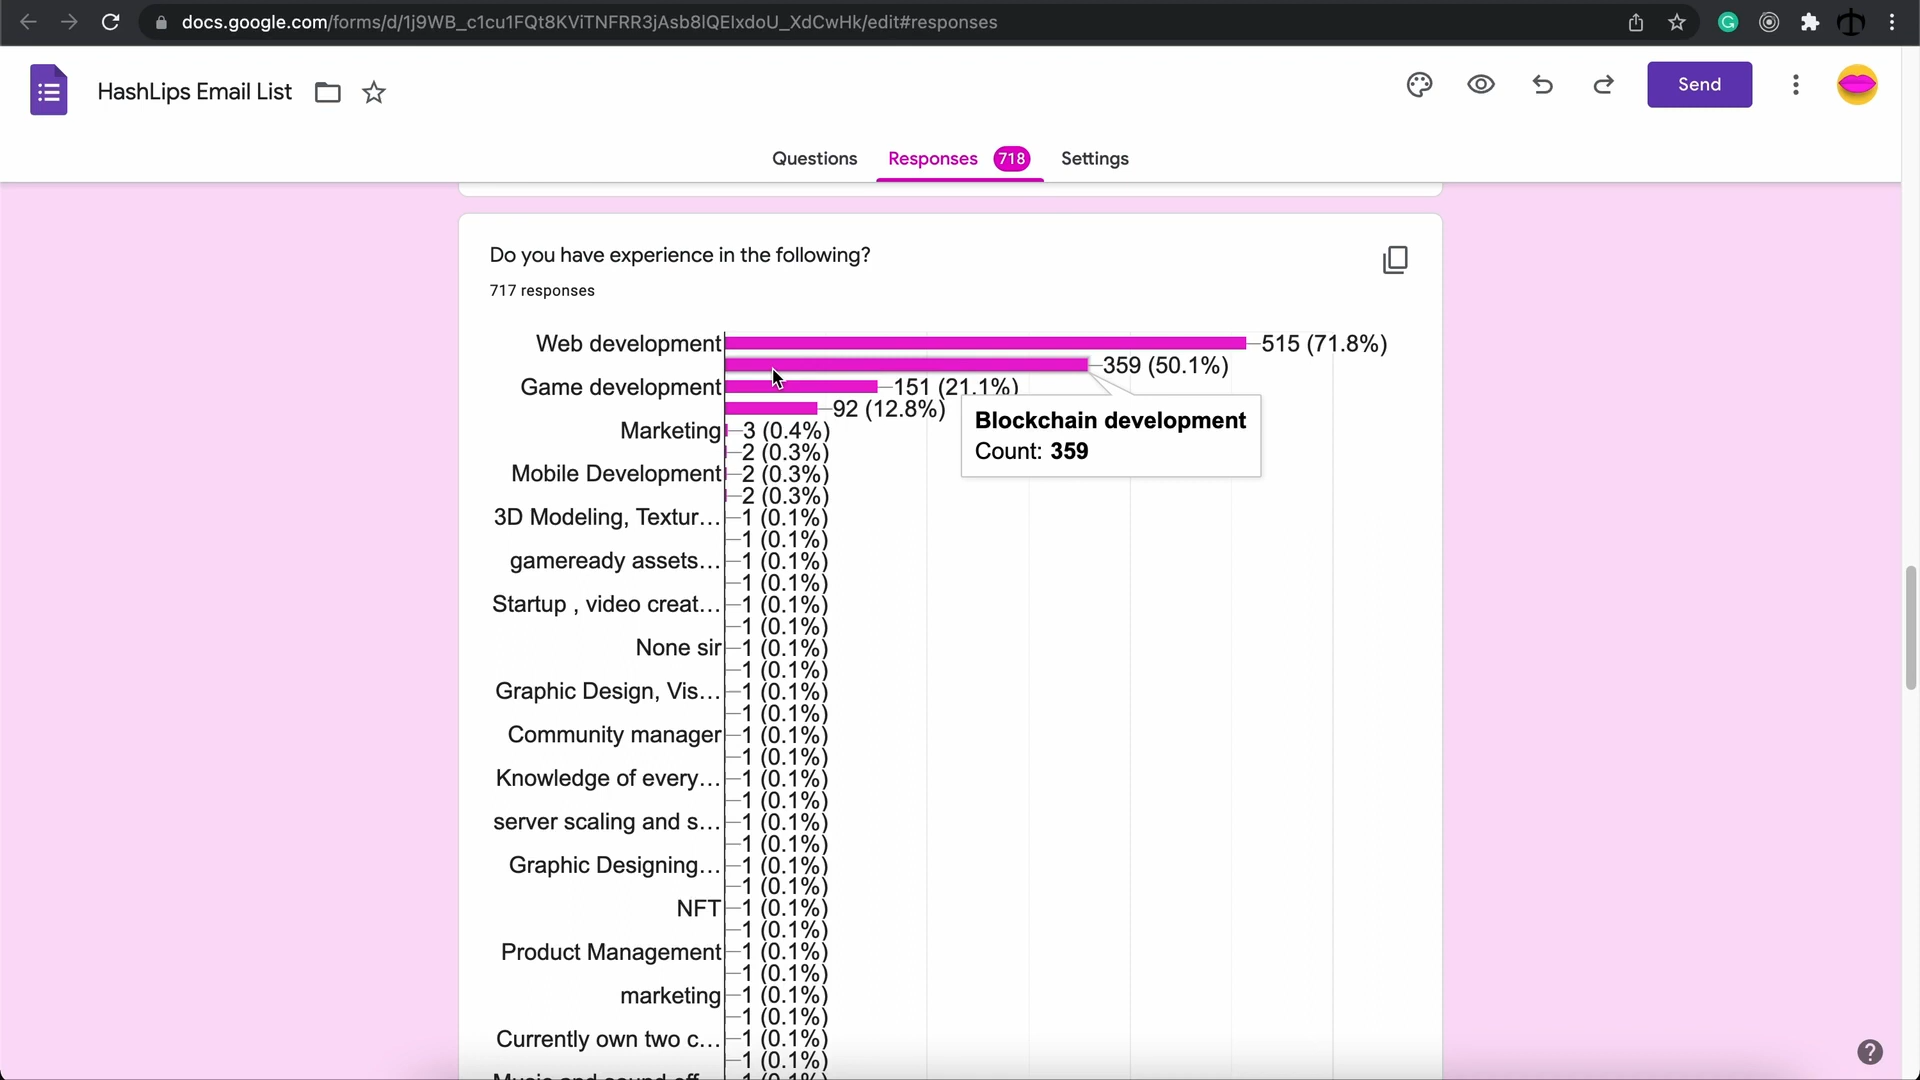 docs.google.com/forms/d/1j9WB_c1cu1FQt8KViTNFRR3jAsb8lQEIxdoU_XdCwHk/edit#responses
HashLips Email List
Send
Questions Responses 718 Settings
Do you have experience in the following?
717 responses
Web development 515 (71.8%)
359 (50.1%)
Game development 151 (21.1%)
92 (12.8%)
Blockchain development
Count: 359
Marketing 3 (0.4%)
2 (0.3%)
Mobile Development 2 (0.3%)
2 (0.3%)
3D Modeling, Textur… 1 (0.1%)
1 (0.1%)
gameready assets… 1 (0.1%)
1 (0.1%)
Startup , video creat… 1 (0.1%)
1 (0.1%)
None sir 1 (0.1%)
1 (0.1%)
Graphic Design, Vis… 1 (0.1%)
1 (0.1%)
Community manager 1 (0.1%)
1 (0.1%)
Knowledge of every… 1 (0.1%)
1 (0.1%)
server scaling and s… 1 (0.1%)
1 (0.1%)
Graphic Designing… 1 (0.1%)
1 (0.1%)
NFT 1 (0.1%)
1 (0.1%)
Product Management 1 (0.1%)
1 (0.1%)
marketing 1 (0.1%)
1 (0.1%)
Currently own two c… 1 (0.1%)
1 (0.1%)